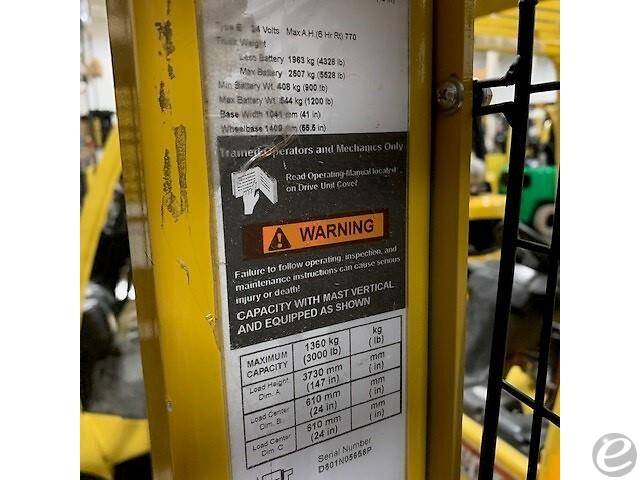 Type E 24 Volts Max A.H.(6 Hr Rt) 770
Truck Weight
Less Battery 1963 kg (4328 lb)
Max Battery 2507 kg (5528 lb)
Min Battery Wt. 408 kg (900 lb)
Max Battery Wt. 544 kg (1200 lb)
Base Width 1041 mm (41 in)
Wheelbase 1409 mm (55.5 in)
Trained Operators and Mechanics Only
Read Operating Manual located
on Drive Unit Cover
WARNING
Failure to follow operating, inspection, and
maintenance instructions can cause serious
injury or death!
CAPACITY WITH MAST VERTICAL
AND EQUIPPED AS SHOWN
MAXIMUM CAPACITY 1360 kg (3000 lb) kg ( lb)
Load Height Dim. A 3730 mm (147 in) mm ( in)
Load Center Dim. B 610 mm (24 in) mm ( in)
Load Center Dim. C 610 mm (24 in) mm ( in)
Serial Number
D801N05658P
e